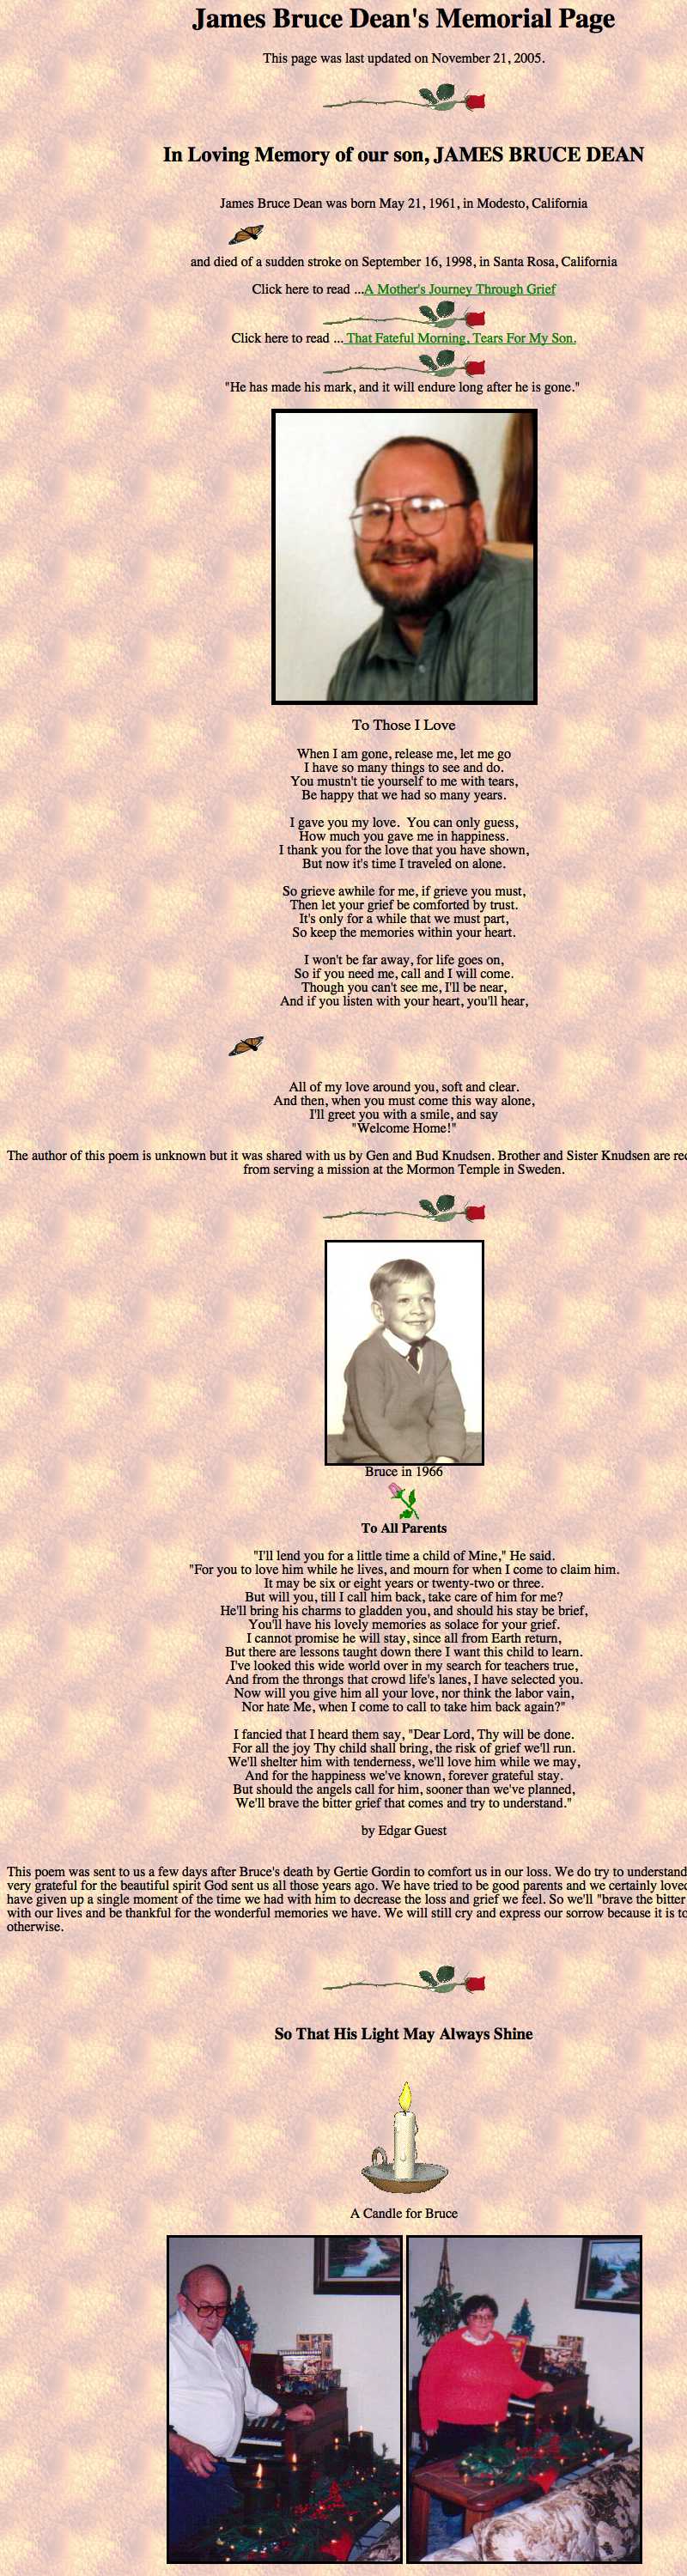 James Bruce Dean's Memorial Page
This page was last updated on November 21, 2005.
In Loving Memory of our son, JAMES BRUCE DEAN
James Bruce Dean was born May 21, 1961, in Modesto, California
and died of a sudden stroke on September 16, 1998, in Santa Rosa, California
Click here to read ...A Mother's Journey Through Grief
Click here to read ... That Fateful Morning, Tears For My Son.
"He has made his mark, and it will endure long after he is gone."
To Those I Love
When I am gone, release me, let me go
I have so many things to see and do.
You mustn't tie yourself to me with tears,
Be happy that we had so many years.
I gave you my love.  You can only guess,
How much you gave me in happiness.
I thank you for the love that you have shown,
But now it's time I traveled on alone.
So grieve awhile for me, if grieve you must,
Then let your grief be comforted by trust.
It's only for a while that we must part,
So keep the memories within your heart.
I won't be far away, for life goes on,
So if you need me, call and I will come.
Though you can't see me, I'll be near,
And if you listen with your heart, you'll hear,
All of my love around you, soft and clear.
And then, when you must come this way alone,
I'll greet you with a smile, and say
"Welcome Home!"
The author of this poem is unknown but it was shared with us by Gen and Bud Knudsen. Brother and Sister Knudsen are
from serving a mission at the Mormon Temple in Sweden.
Bruce in 1966
To All Parents
"I'll lend you for a little time a child of Mine," He said.
"For you to love him while he lives, and mourn for when I come to claim him.
It may be six or eight years or twenty-two or three.
But will you, till I call him back, take care of him for me?
He'll bring his charms to gladden you, and should his stay be brief,
You'll have his lovely memories as solace for your grief.
I cannot promise he will stay, since all from Earth return,
But there are lessons taught down there I want this child to learn.
I've looked this wide world over in my search for teachers true,
And from the throngs that crowd life's lanes, I have selected you.
Now will you give him all your love, nor think the labor vain,
Nor hate Me, when I come to call to take him back again?"
I fancied that I heard them say, "Dear Lord, Thy will be done.
For all the joy Thy child shall bring, the risk of grief we'll run.
We'll shelter him with tenderness, we'll love him while we may,
And for the happiness we've known, forever grateful stay.
But should the angels call for him, sooner than we've planned,
We'll brave the bitter grief that comes and try to understand."
by Edgar Guest
This poem was sent to us a few days after Bruce's death by Gertie Gordin to comfort us in our loss. We do try to understand
very grateful for the beautiful spirit God sent us all those years ago. We have tried to be good parents and we certainly loved
have given up a single moment of the time we had with him to decrease the loss and grief we feel. So we'll "brave the bitter
with our lives and be thankful for the wonderful memories we have. We will still cry and express our sorrow because it is
otherwise.
So That His Light May Always Shine
A Candle for Bruce